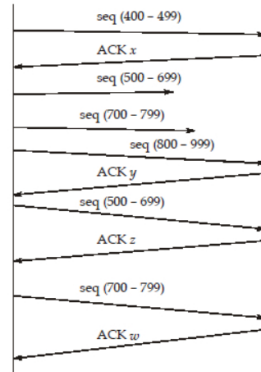 seq (400 – 499)
ACK x
seq (500 – 699)
seq (700 – 799)
seq (800 – 999)
ACK y
seq (500 – 699)
ACK z
seq (700 – 799)
ACK w